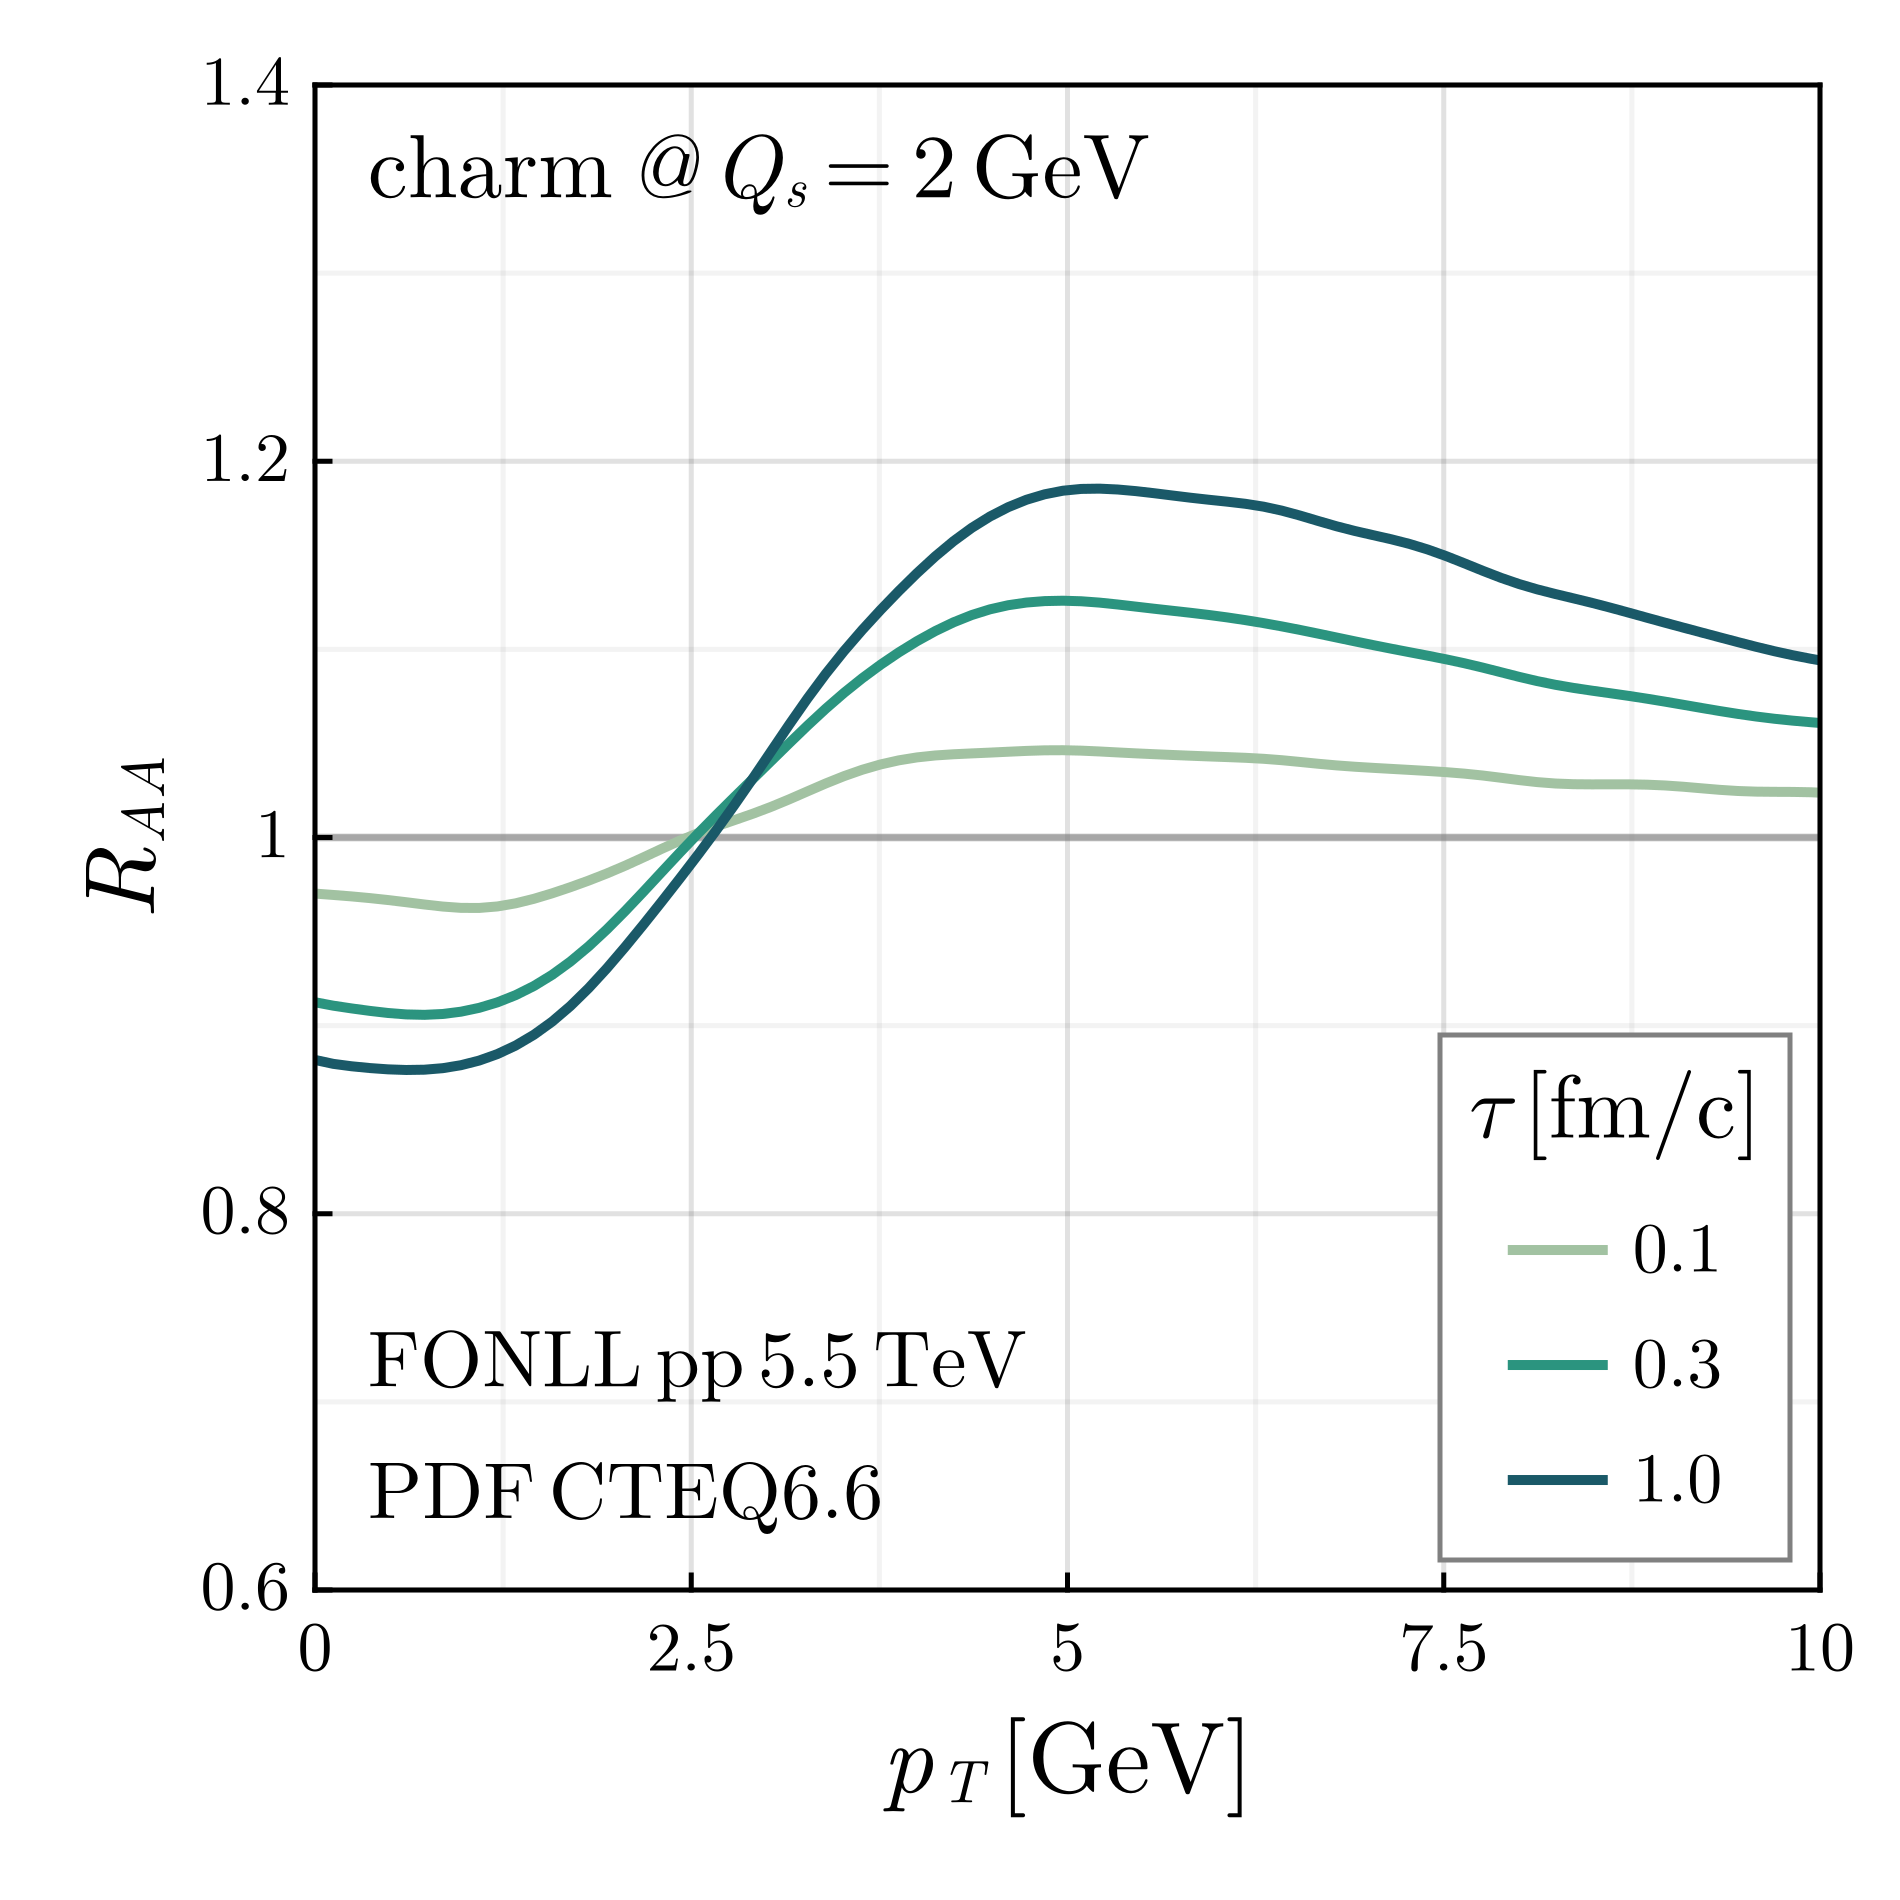 charm @ Q_s = 2 GeV
1.4
1.2
1
0.8
0.6
R_AA
FONLL pp 5.5 TeV
PDF CTEQ6.6
τ [fm/c]
0.1
0.3
1.0
0 2.5 5 7.5 10
p_T [GeV]